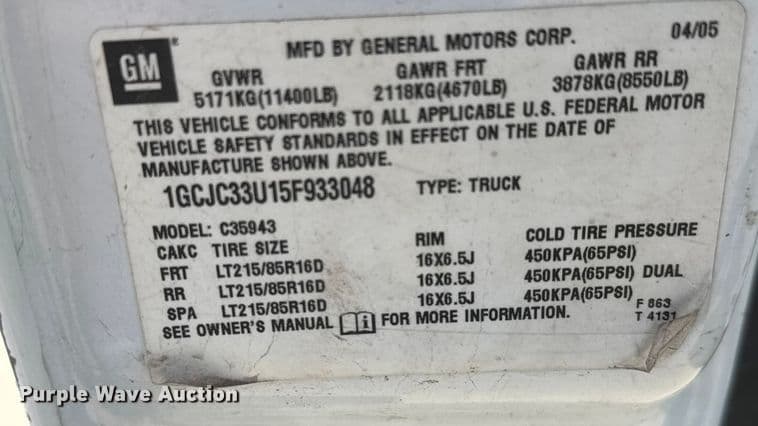 GM
MFD BY GENERAL MOTORS CORP. 04/05
GVWR GAWR FRT GAWR RR
5171KG(11400LB) 2118KG(4670LB) 3878KG(8550LB)
THIS VEHICLE CONFORMS TO ALL APPLICABLE U.S. FEDERAL MOTOR
VEHICLE SAFETY STANDARDS IN EFFECT ON THE DATE OF
MANUFACTURE SHOWN ABOVE.
1GCJC33U15F933048 TYPE: TRUCK
MODEL: C35943
CAKC TIRE SIZE RIM COLD TIRE PRESSURE
FRT LT215/85R16D 16X6.5J 450KPA(65PSI)
RR LT215/85R16D 16X6.5J 450KPA(65PSI) DUAL
SPA LT215/85R16D 16X6.5J 450KPA(65PSI)
SEE OWNER'S MANUAL i FOR MORE INFORMATION.
F 863
T 4131
Purple Wave Auction